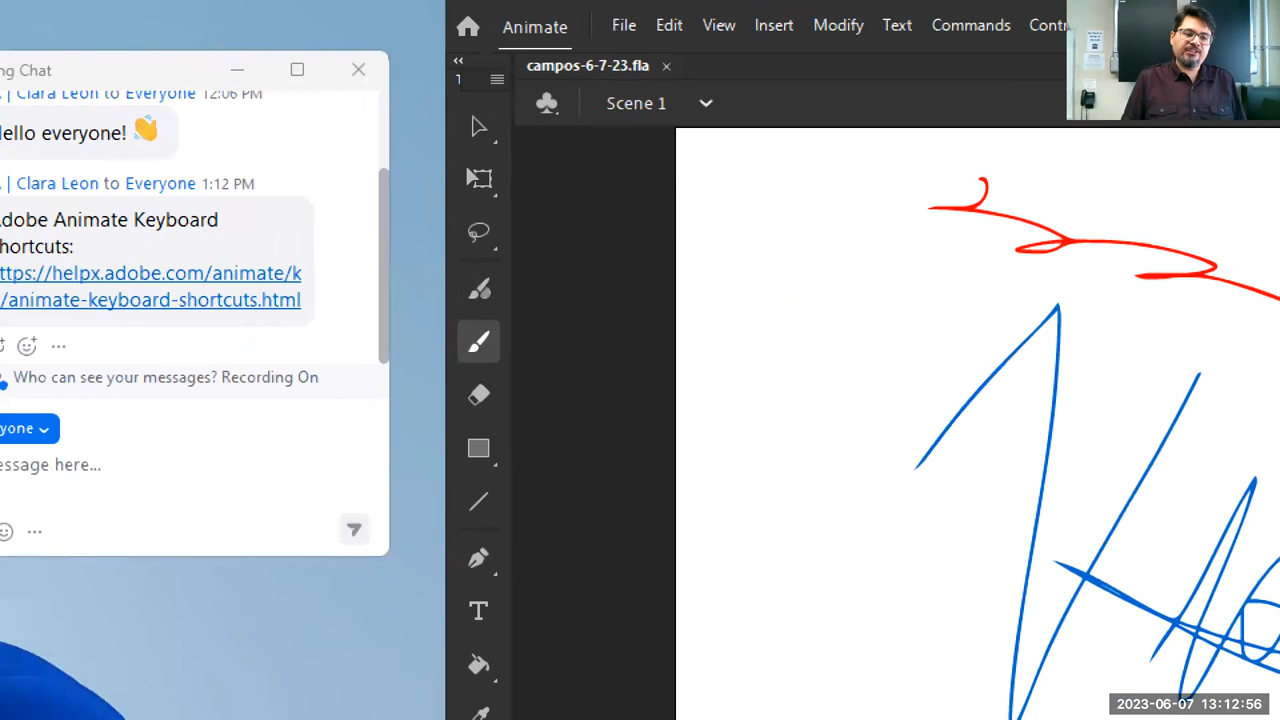 ng Chat
| Clara Leon to Everyone 12:06 PM
ello everyone! 👋
| Clara Leon to Everyone 1:12 PM
dobe Animate Keyboard
hortcuts:
ttps://helpx.adobe.com/animate/k
/animate-keyboard-shortcuts.html
Who can see your messages? Recording On
yone
essage here...
Animate File Edit View Insert Modify Text Commands Contr
1
campos-6-7-23.fla
Scene 1
T
2023-06-07 13:12:56